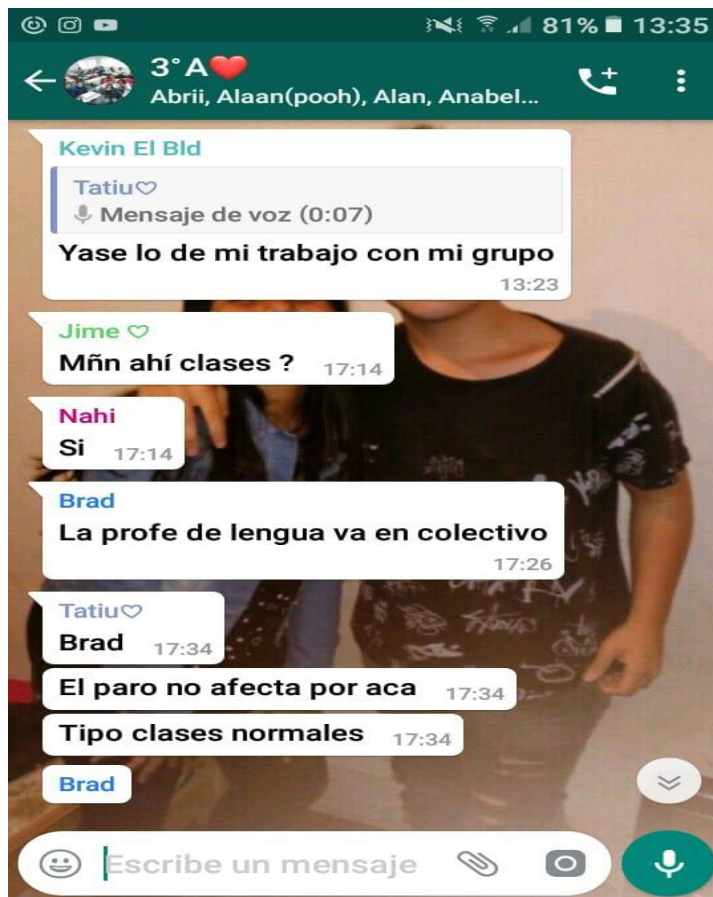 81% 13:35
3°A❤️
Abrii, Alaan(pooh), Alan, Anabel...
Kevin El Bld
Tatiu♡
Mensaje de voz (0:07)
Yase lo de mi trabajo con mi grupo
13:23
Jime ♡
Mñn ahí clases ? 17:14
Nahi
Si 17:14
Brad
La profe de lengua va en colectivo
17:26
Tatiu♡
Brad 17:34
El paro no afecta por aca 17:34
Tipo clases normales 17:34
Brad
Escribe un mensaje